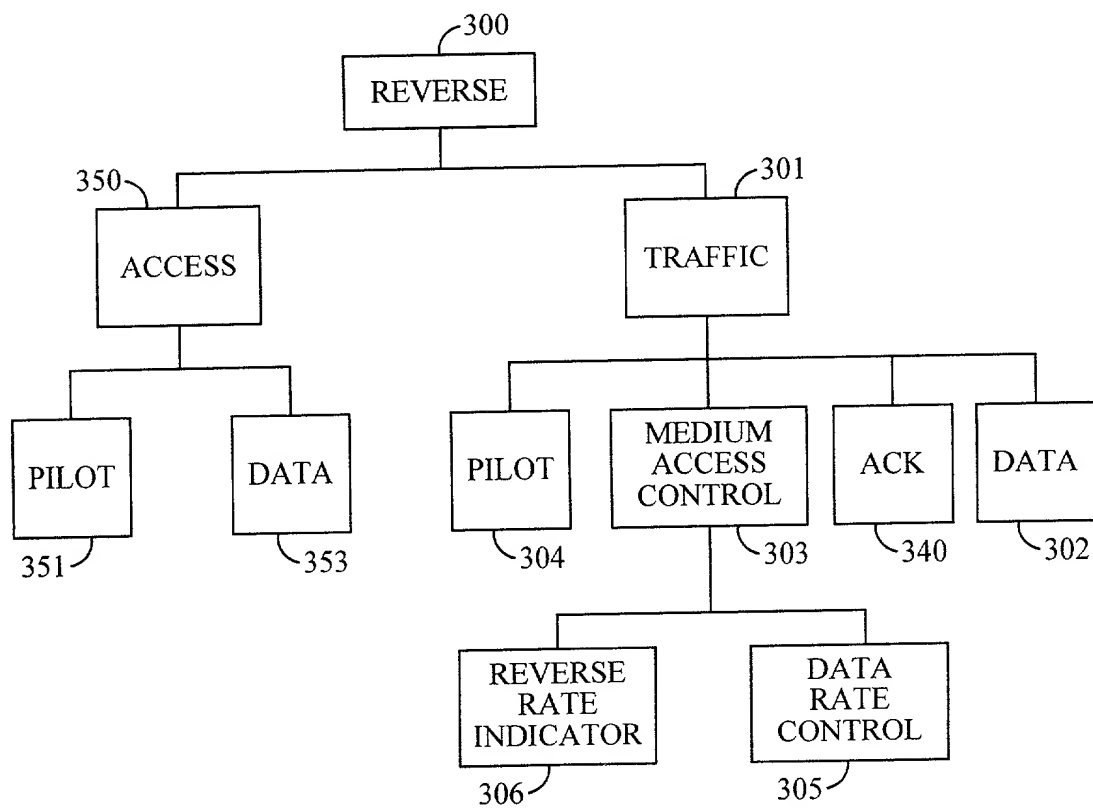 300
REVERSE
350
301
ACCESS
TRAFFIC
PILOT
DATA
PILOT
MEDIUM
ACCESS
CONTROL
ACK
DATA
351
353
304
303
340
302
REVERSE
RATE
INDICATOR
DATA
RATE
CONTROL
306
305